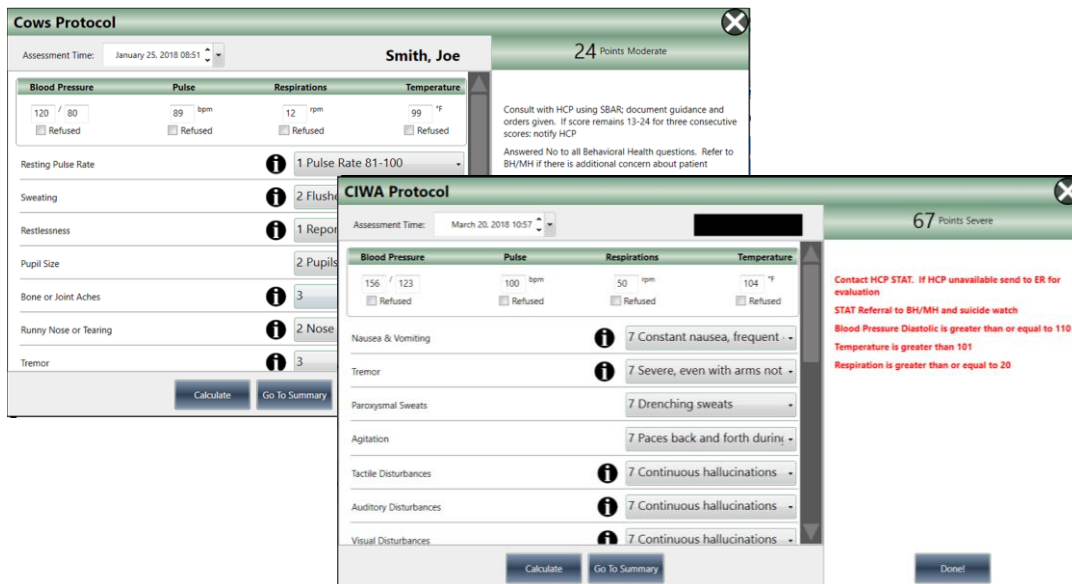 Cows Protocol
Assessment Time: January 25, 2018 08:51
Smith, Joe
24 Points Moderate
Blood Pressure Pulse Respirations Temperature
120 / 80 89 bpm 12 rpm 99 °F
Refused Refused Refused Refused
Consult with HCP using SBAR; document guidance and
orders given. If score remains 13-24 for three consecutive
scores: notify HCP
Answered No to all Behavioral Health questions. Refer to
BH/MH if there is additional concern about patient
Resting Pulse Rate 1 Pulse Rate 81-100
Sweating 2
Restlessness 1
Pupil Size 2 Pupils
Bone or Joint Aches 3
Runny Nose or Tearing 2 Nose
Tremor 3
Calculate Go To Summary
CIWA Protocol
Assessment Time: March 20, 2018 10:57
67 Points Severe
Blood Pressure Pulse Respirations Temperature
156 / 123 100 bpm 50 rpm 104 °F
Refused Refused Refused Refused
Contact HCP STAT. If HCP unavailable send to ER for
evaluation
STAT Referral to BH/MH and suicide watch
Blood Pressure Diastolic is greater than or equal to 110
Temperature is greater than 101
Respiration is greater than or equal to 20
Nausea & Vomiting 7 Constant nausea, frequent
Tremor 7 Severe, even with arms not
Paroxysmal Sweats 7 Drenching sweats
Agitation 7 Paces back and forth
Tactile Disturbances 7 Continuous hallucinations
Auditory Disturbances 7 Continuous hallucinations
Visual Disturbances 7 Continuous hallucinations
Calculate Go To Summary Done!